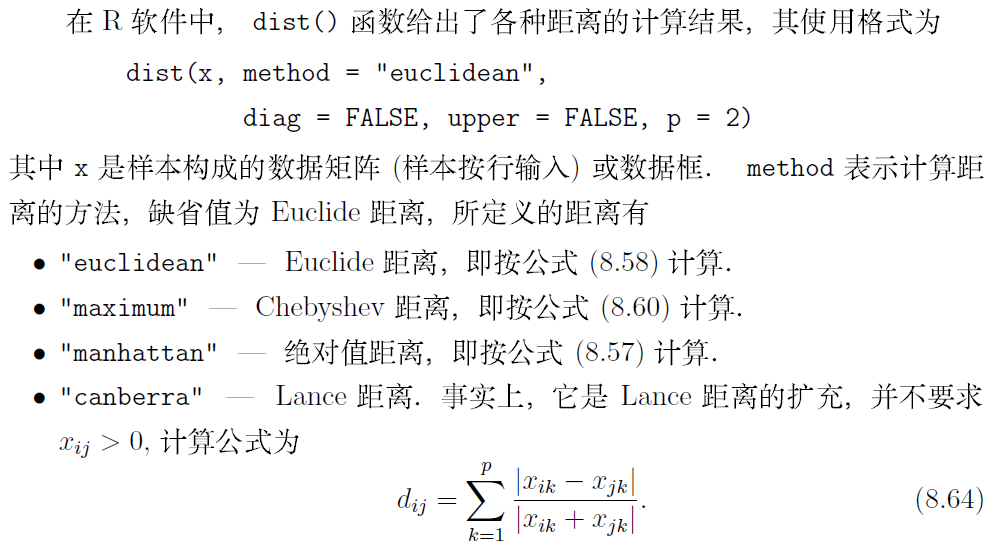 在 R 软件中， dist() 函数给出了各种距离的计算结果，其使用格式为
dist(x, method = "euclidean",
diag = FALSE, upper = FALSE, p = 2)
其中 x 是样本构成的数据矩阵 (样本按行输入) 或数据框． method 表示计算距
离的方法，缺省值为 Euclide 距离，所定义的距离有
● "euclidean" — Euclide 距离，即按公式 (8.58) 计算．
● "maximum" — Chebyshev 距离，即按公式 (8.60) 计算．
● "manhattan" — 绝对值距离，即按公式 (8.57) 计算．
● "canberra" — Lance 距离．事实上，它是 Lance 距离的扩充，并不要求
x_{ij} > 0, 计算公式为
d_{ij} = \sum_{k=1}^{p} \frac{|x_{ik} - x_{jk}|}{|x_{ik} + x_{jk}|}. (8.64)